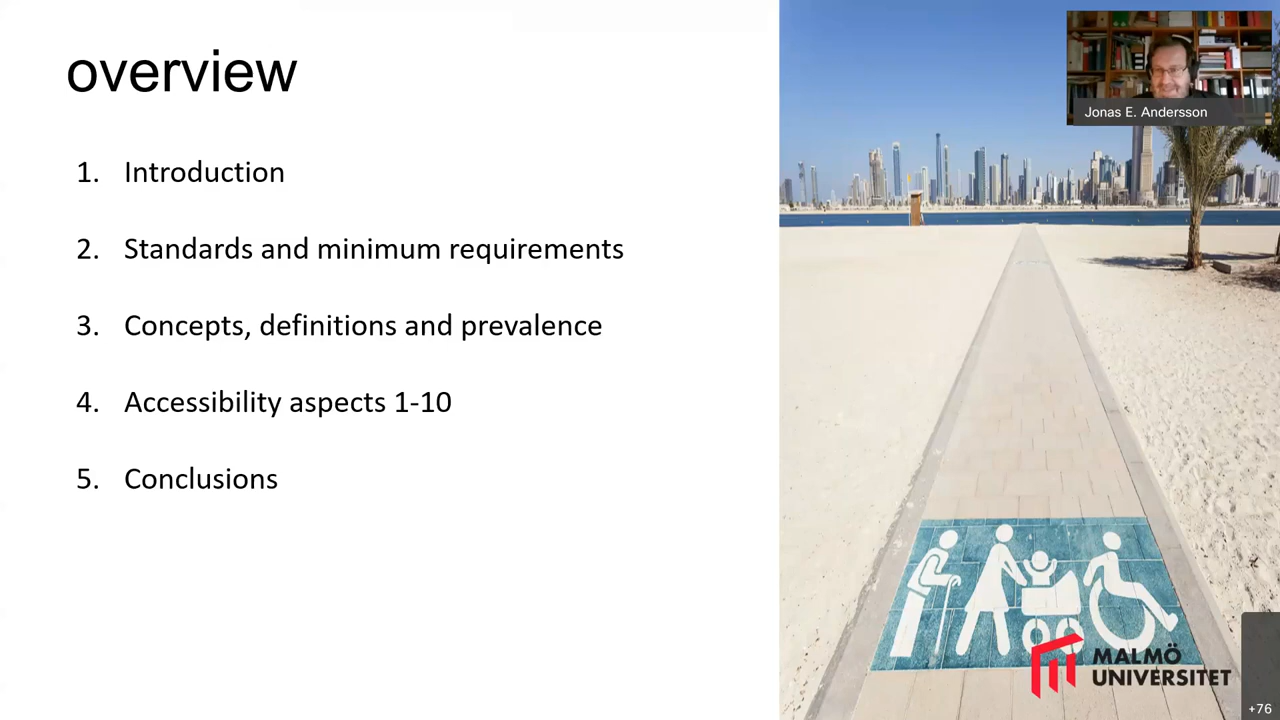 overview
1. Introduction
2. Standards and minimum requirements
3. Concepts, definitions and prevalence
4. Accessibility aspects 1-10
5. Conclusions
Jonas E. Andersson
MALMÖ
UNIVERSITET
+76